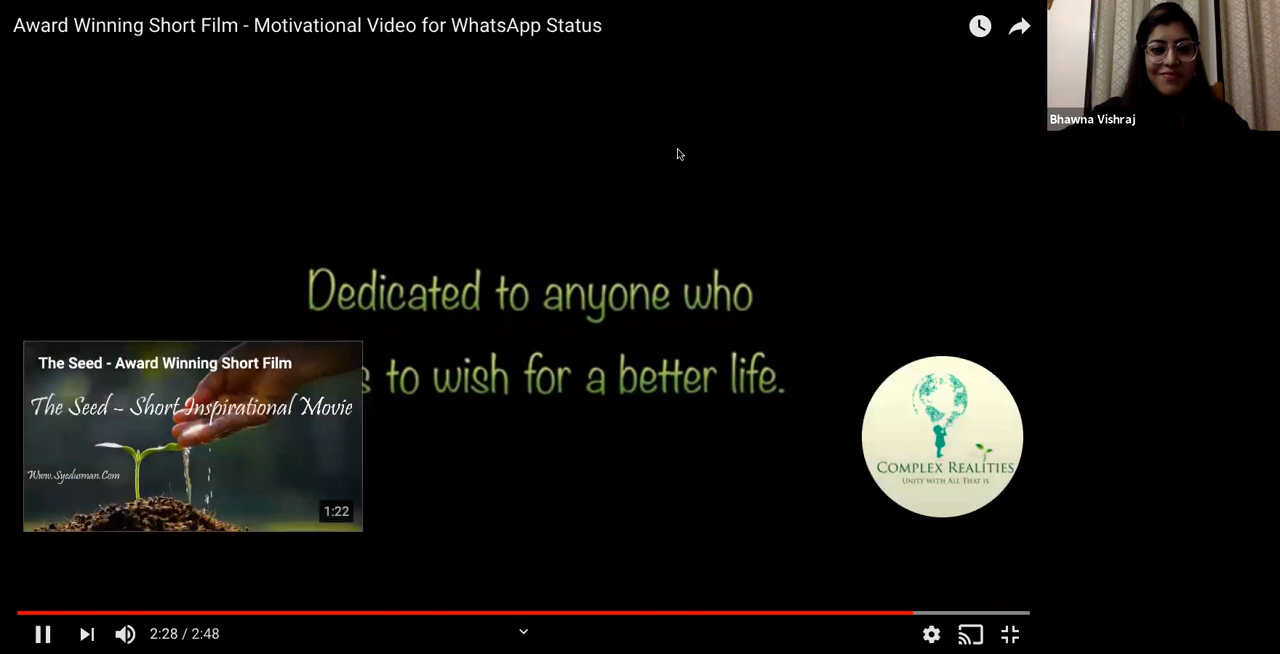 Award Winning Short Film - Motivational Video for WhatsApp Status
Bhawna Vishraj
Dedicated to anyone who
to wish for a better life.
The Seed - Award Winning Short Film
The Seed ~ Short Inspirational Movie
Www.Syedusman.Com
1:22
COMPLEX REALITIES
UNITY WITH ALL THAT IS
2:28 / 2:48